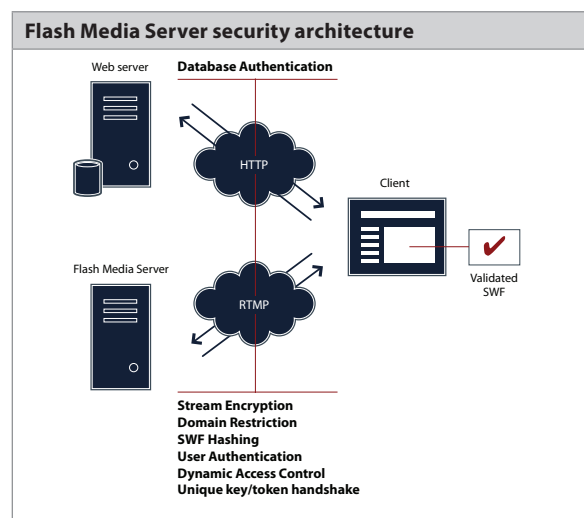 Flash Media Server security architecture
Web server
Database Authentication
HTTP
Client
Validated
SWF
Flash Media Server
RTMP
Stream Encryption
Domain Restriction
SWF Hashing
User Authentication
Dynamic Access Control
Unique key/token handshake